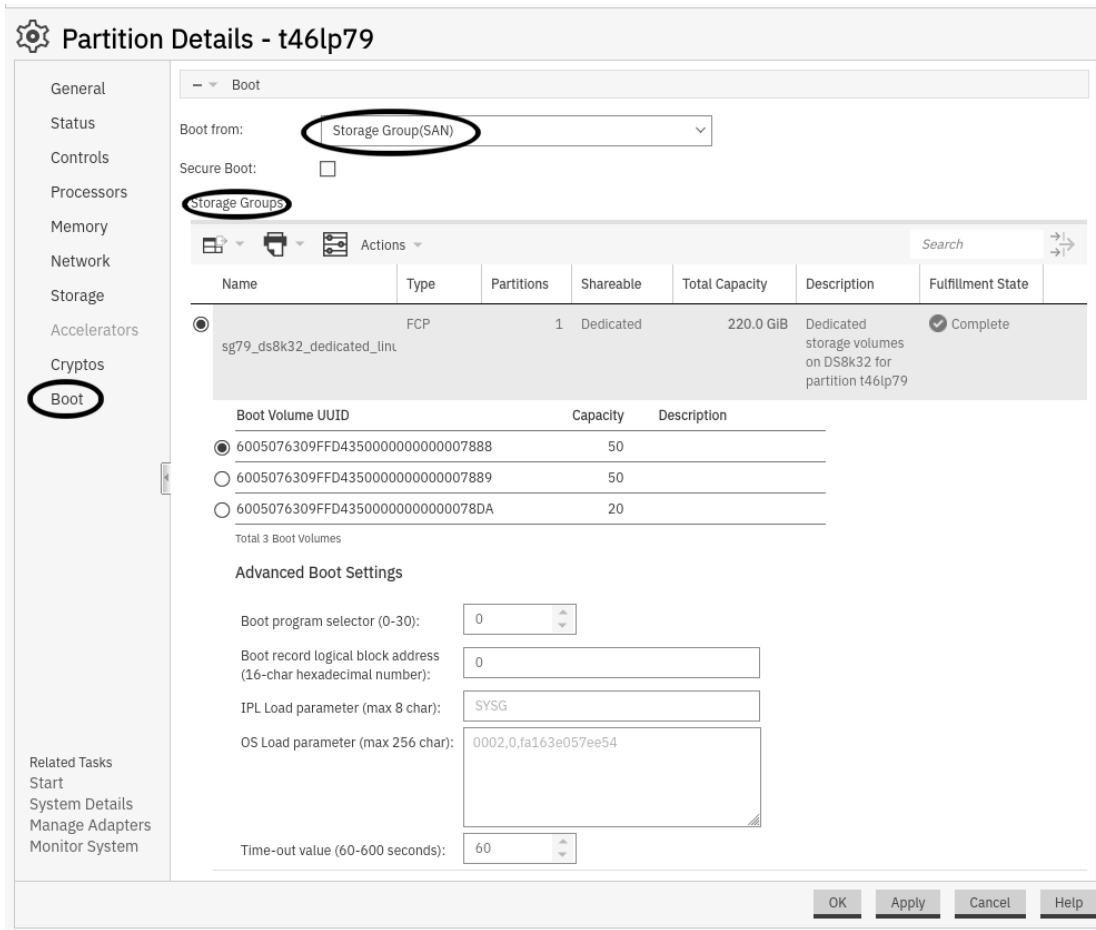 Partition Details - t46lp79
General
Status
Controls
Processors
Memory
Network
Storage
Accelerators
Cryptos
Boot
Related Tasks
Start
System Details
Manage Adapters
Monitor System
Boot
Boot from: Storage Group(SAN)
Secure Boot:
Storage Groups
Actions Search
Name Type Partitions Shareable Total Capacity Description Fulfillment State
sg79_ds8k32_dedicated_linu FCP 1 Dedicated 220.0 GiB Dedicated Complete
storage volumes
on DS8k32 for
partition t46lp79
Boot Volume UUID Capacity Description
6005076309FFD4350000000000007888 50
6005076309FFD4350000000000007889 50
6005076309FFD43500000000000078DA 20
Total 3 Boot Volumes
Advanced Boot Settings
Boot program selector (0-30): 0
Boot record logical block address
(16-char hexadecimal number): 0
IPL Load parameter (max 8 char): SYSG
OS Load parameter (max 256 char): 0002,0,fa163e057ee54
Time-out value (60-600 seconds): 60
OK Apply Cancel Help